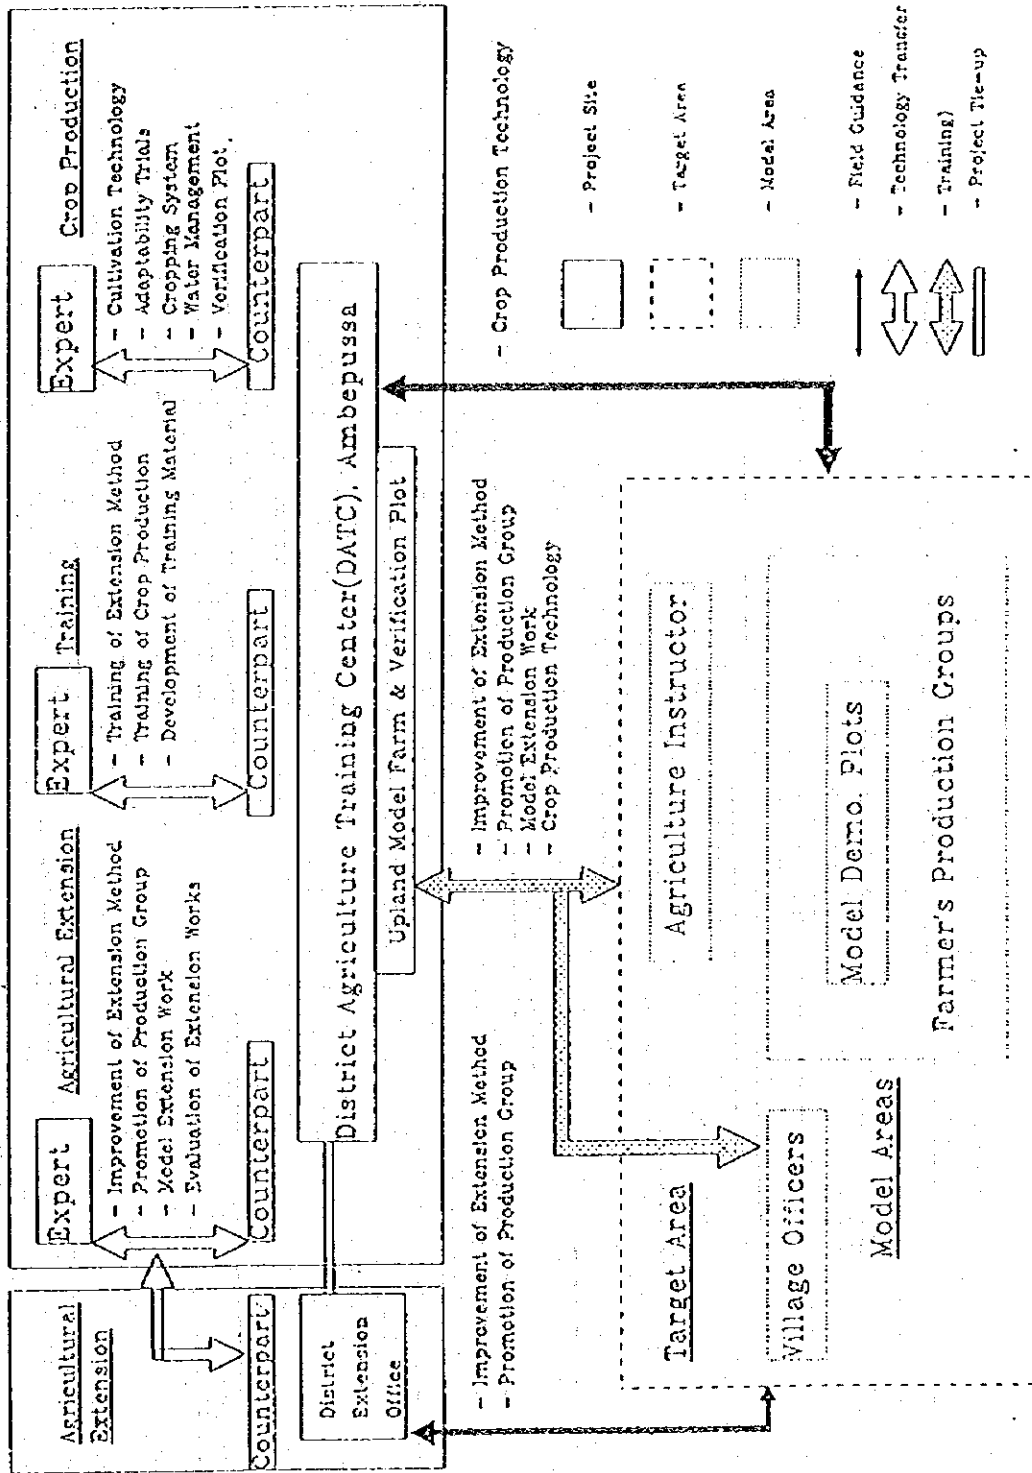 Agricultural
Extension
Counterpart
District
Extension
Office
Expert
Agricultural Extension
- Improvement of Extension Method
- Promotion of Production Group
- Model Extension Work
- Evaluation of Extension Works
Counterpart
Expert
Training
- Training of Extension Method
- Training of Crop Production
- Development of Training Material
Counterpart
Expert
Crop Production
- Cultivation Technology
- Adaptability Trials
- Cropping System
- Water Management
- Verification Plot
Counterpart
District Agriculture Training Center(DATC), Ambepussa
Upland Model Farm & Verification Plot
- Improvement of Extension Method
- Promotion of Production Group
- Improvement of Extension Method
- Promotion of Production Group
- Model Extension Work
- Crop Production Technology
- Crop Production Technology
Target Area
Agriculture Instructor
Village Officers
Model Demo. Plots
Model Areas
Farmer's Production Groups
- Project Site
- Target Area
- Model Area
- Field Guidance
- Technology Transfer
- Training)
- Project Tie-up